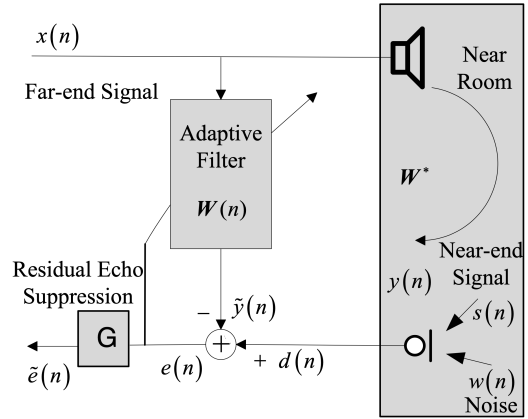 x(n)
Far-end Signal
Near
Room
Adaptive
Filter
W(n)
W*
Near-end
Signal
Residual Echo
Suppression
y(n)
− ỹ(n)
s(n)
G
+
ẽ(n)
e(n)
+ d(n)
w(n)
Noise